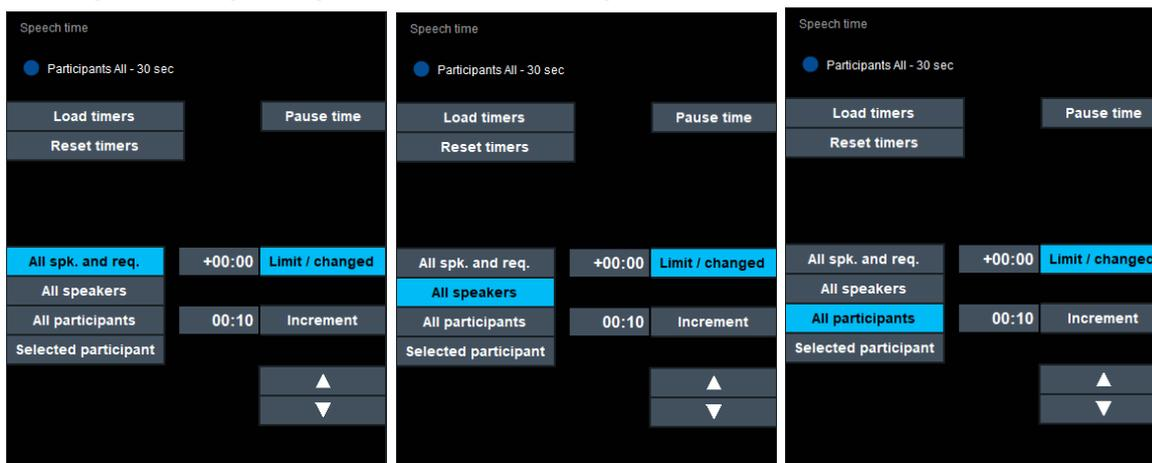 Speech time
Participants All - 30 sec
Load timers
Pause time
Reset timers
All spk. and req.
+00:00
Limit / changed
All speakers
All participants
00:10
Increment
Selected participant
Speech time
Participants All - 30 sec
Load timers
Pause time
Reset timers
All spk. and req.
+00:00
Limit / changed
All speakers
All participants
00:10
Increment
Selected participant
Speech time
Participants All - 30 sec
Load timers
Pause time
Reset timers
All spk. and req.
+00:00
Limit / changed
All speakers
All participants
00:10
Increment
Selected participant